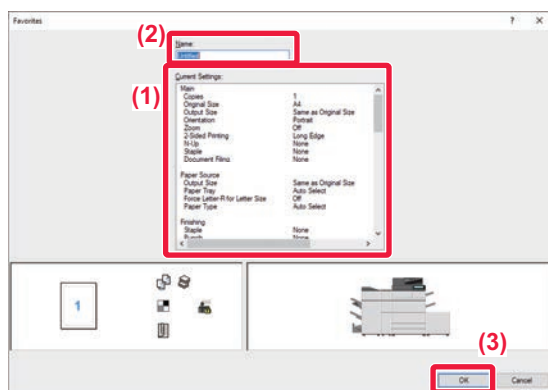 Favorites ? X
(2)
Name:
Untitled
(1)
Current Settings:
Main
Copies 1
Original Size A4
Output Size Same as Original Size
Orientation Portrait
Zoom Off
2-Sided Printing Long Edge
N-Up None
Staple None
Document Filing None
Paper Source
Output Size Same as Original Size
Paper Tray Auto Select
Force Letter-R for Letter Size Off
Paper Type Auto Select
Finishing
Staple None
Punch None
1
(3)
OK Cancel